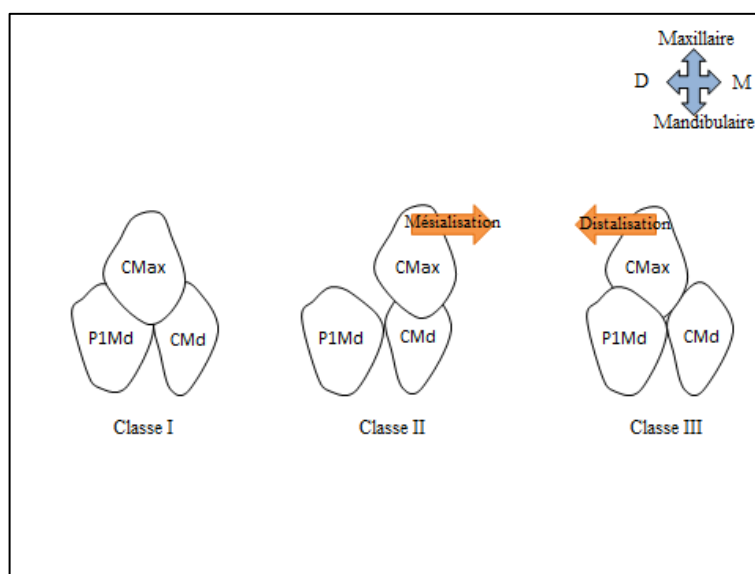 Maxillaire
D M
Mandibulaire
Mésialisation Distalisation
CMax CMax CMax
P1Md CMd P1Md CMd P1Md CMd
Classe I Classe II Classe III